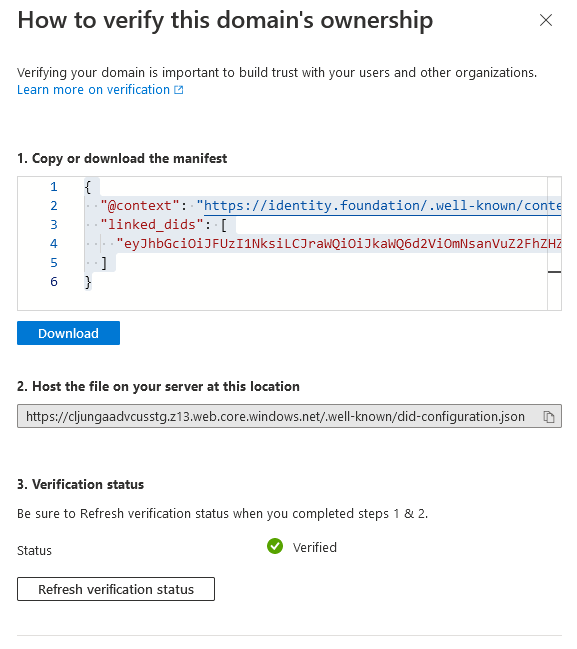 How to verify this domain's ownership
Verifying your domain is important to build trust with your users and other organizations.
Learn more on verification
1. Copy or download the manifest
1 {
2 "@context": "https://identity.foundation/.well-known/conte
3 "linked_dids": [
4 "eyJhbGciOiJFUzI1NksiLCJraWQiOiJkaWQ6d2ViOmNsanVuZ2FhZHZ
5 ]
6 }
Download
2. Host the file on your server at this location
https://cljungaadvcusstg.z13.web.core.windows.net/.well-known/did-configuration.json
3. Verification status
Be sure to Refresh verification status when you completed steps 1 & 2.
Status Verified
Refresh verification status